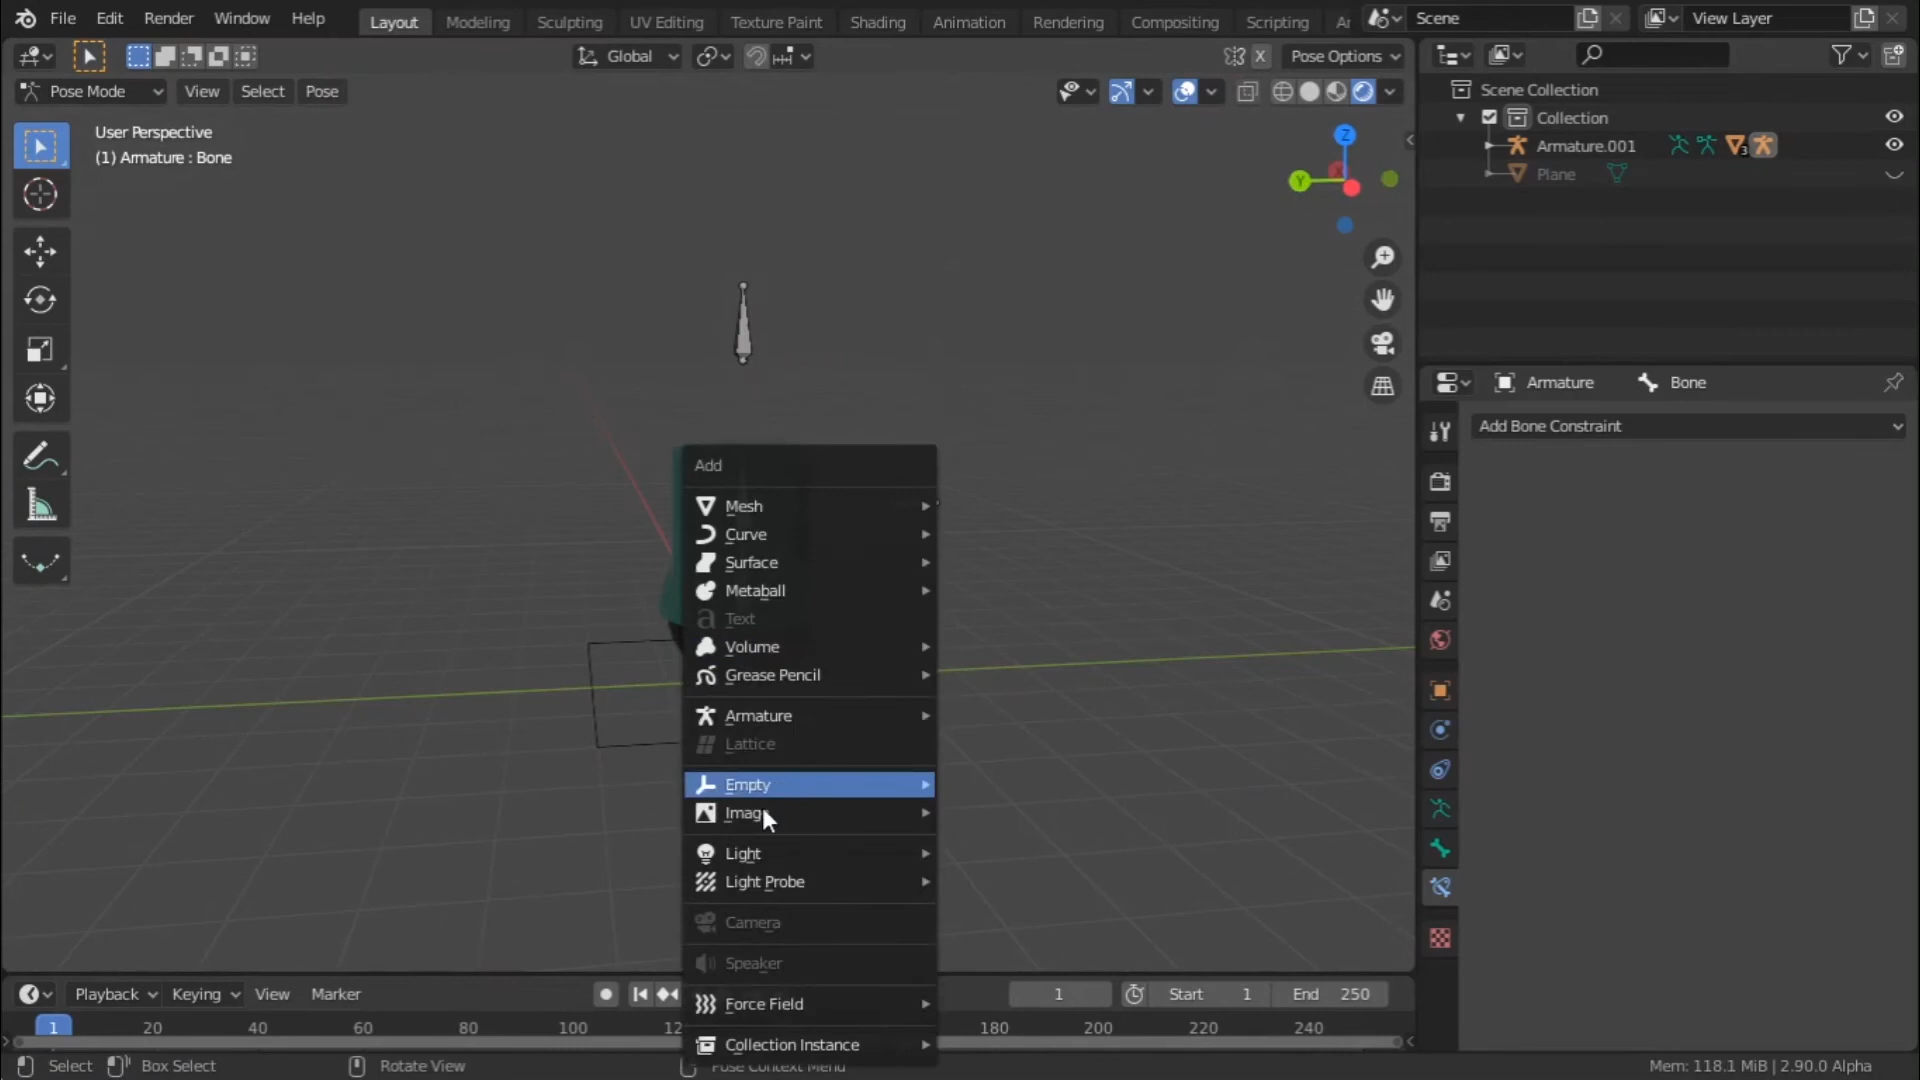 File Edit Render Window Help Layout Modeling Sculpting UV Editing Texture Paint Shading Animation Rendering Compositing Scripting Scene View Layer
Global X Pose Options
Pose Mode View Select Pose
User Perspective
(1) Armature : Bone
Z
Y
X
Scene Collection
Collection
Armature.001 3
Plane
Armature Bone
Add Bone Constraint
Add
Mesh
Curve
Surface
Metaball
Text
Volume
Grease Pencil
Armature
Lattice
Empty
Imag
Light
Light Probe
Camera
Speaker
Force Field
Collection Instance
Playback Keying View Marker 1 Start 1 End 250
1 20 40 60 80 100 12 180 200 220 240
Select Box Select Rotate View Pose Context Menu Mem: 118.1 MiB | 2.90.0 Alpha